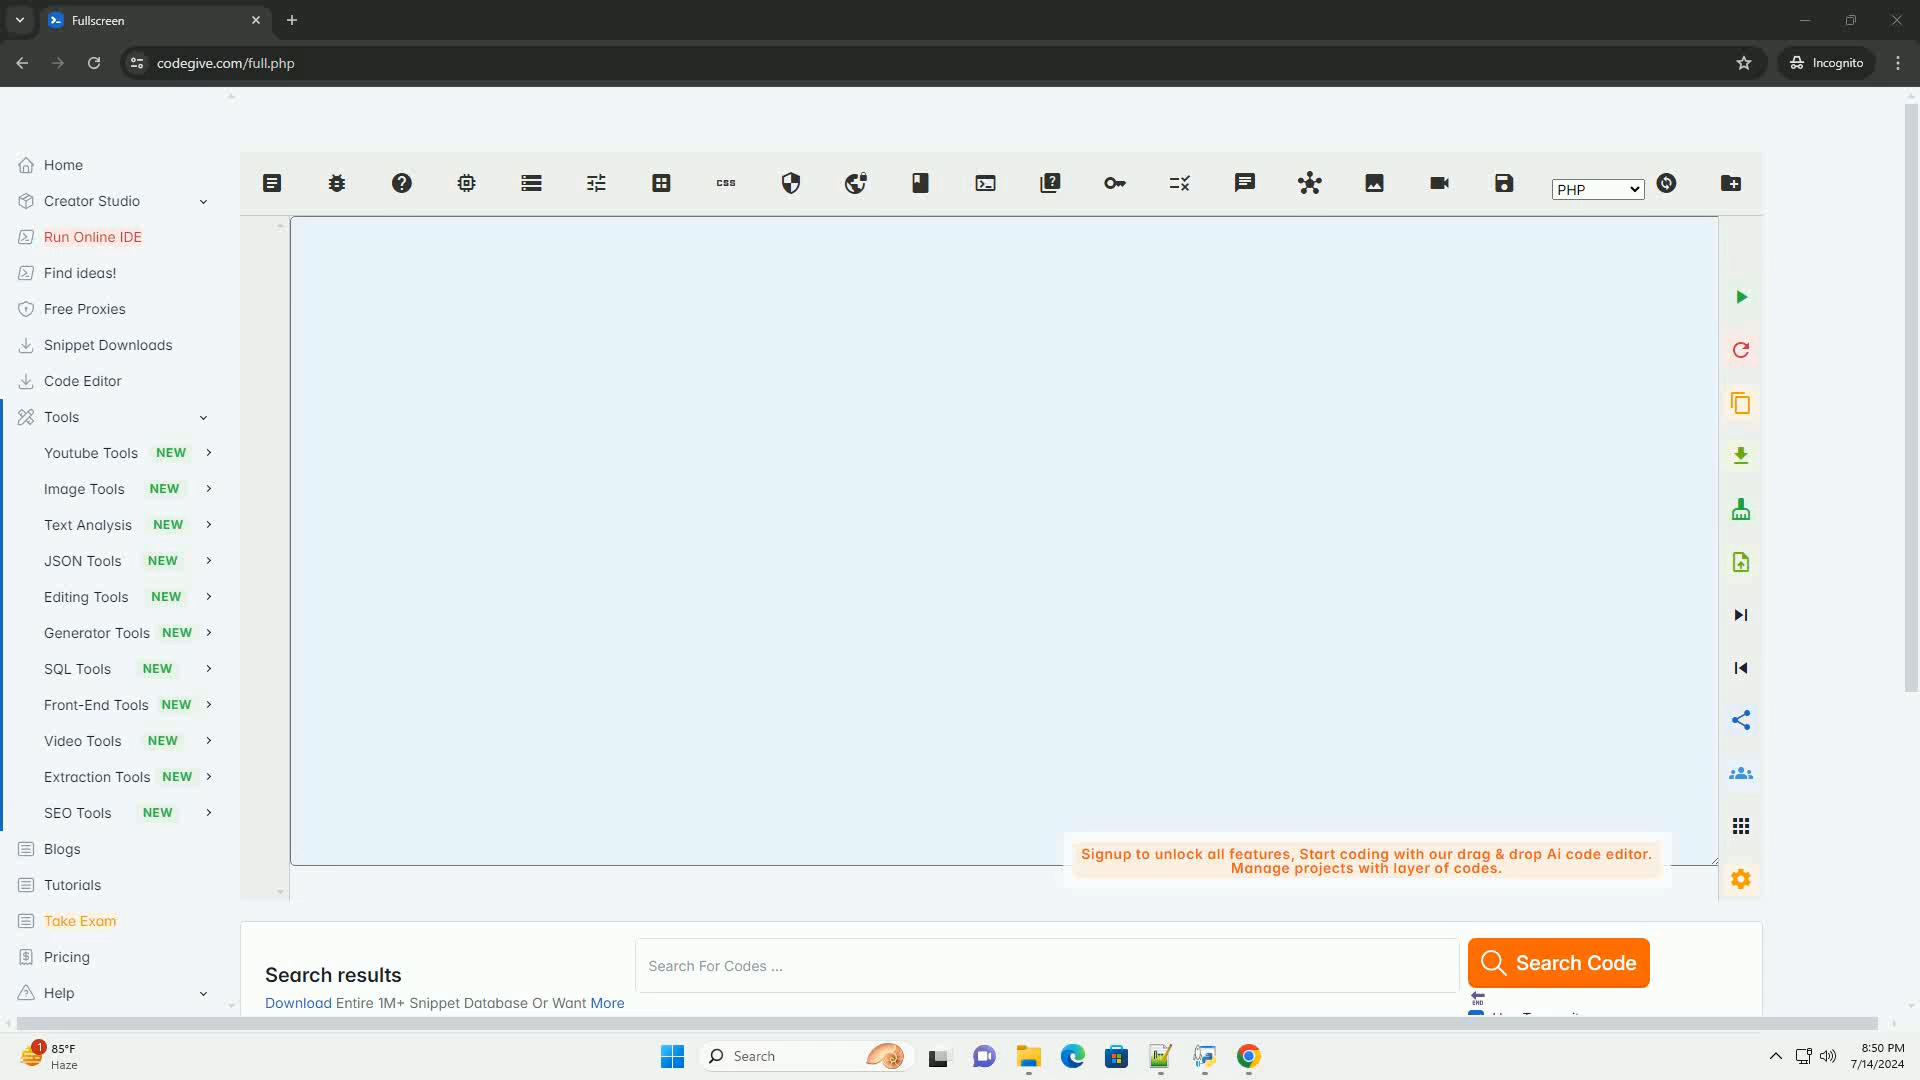 Fullscreen
codegive.com/full.php
Incognito
Home
Creator Studio
Run Online IDE
Find ideas!
Free Proxies
Snippet Downloads
Code Editor
Tools
Youtube Tools NEW
Image Tools NEW
Text Analysis NEW
JSON Tools NEW
Editing Tools NEW
Generator Tools NEW
SQL Tools NEW
Front-End Tools NEW
Video Tools NEW
Extraction Tools NEW
SEO Tools NEW
Blogs
Tutorials
Take Exam
Pricing
Help
CSS
PHP
Signup to unlock all features, Start coding with our drag & drop Ai code editor.
Manage projects with layer of codes.
Search results
Search For Codes ...
Search Code
Download Entire 1M+ Snippet Database Or Want More
END
1
85°F
Haze
Search
8:50 PM
7/14/2024